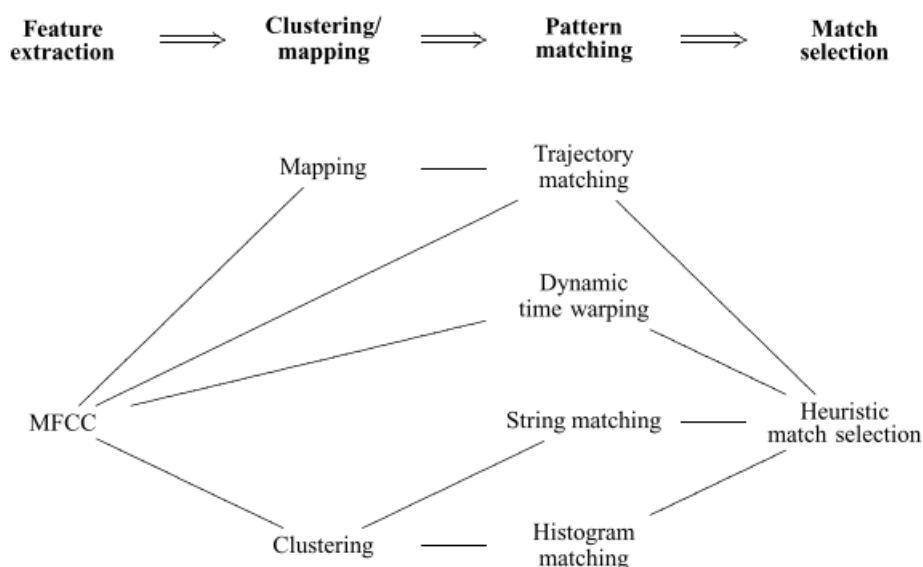 Feature
extraction
Clustering/
mapping
Pattern
matching
Match
selection
Mapping
Trajectory
matching
Dynamic
time warping
MFCC
String matching
Heuristic
match selection
Clustering
Histogram
matching